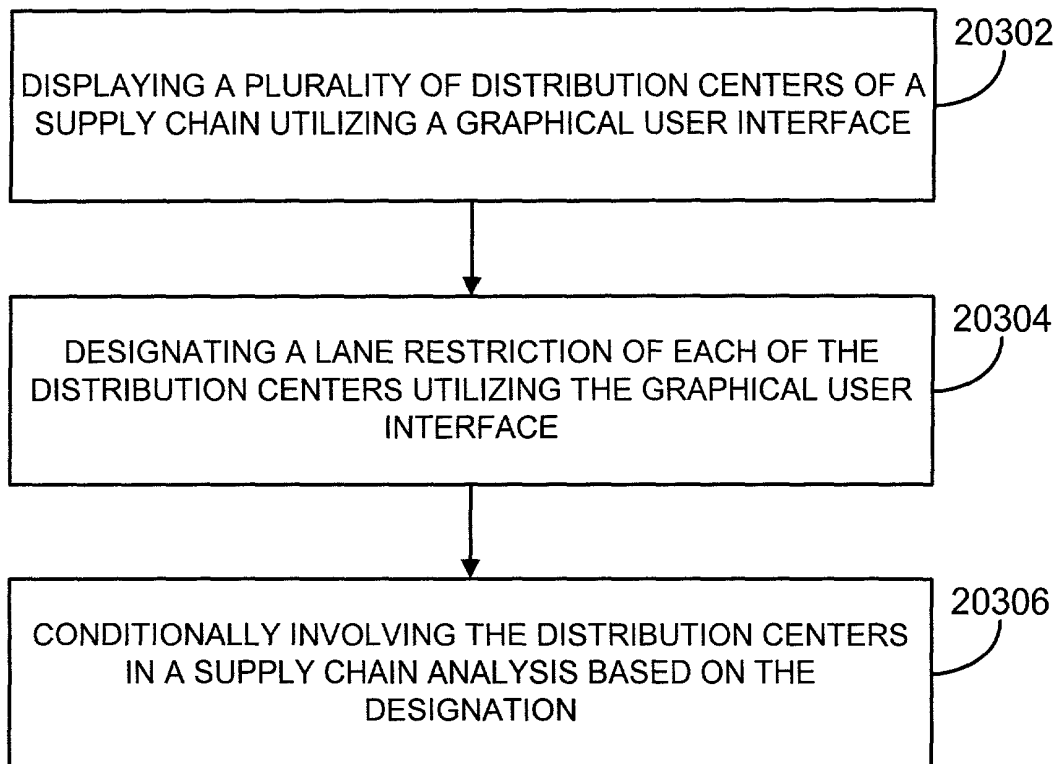 20302
DISPLAYING A PLURALITY OF DISTRIBUTION CENTERS OF A
SUPPLY CHAIN UTILIZING A GRAPHICAL USER INTERFACE
20304
DESIGNATING A LANE RESTRICTION OF EACH OF THE
DISTRIBUTION CENTERS UTILIZING THE GRAPHICAL USER
INTERFACE
20306
CONDITIONALLY INVOLVING THE DISTRIBUTION CENTERS
IN A SUPPLY CHAIN ANALYSIS BASED ON THE
DESIGNATION